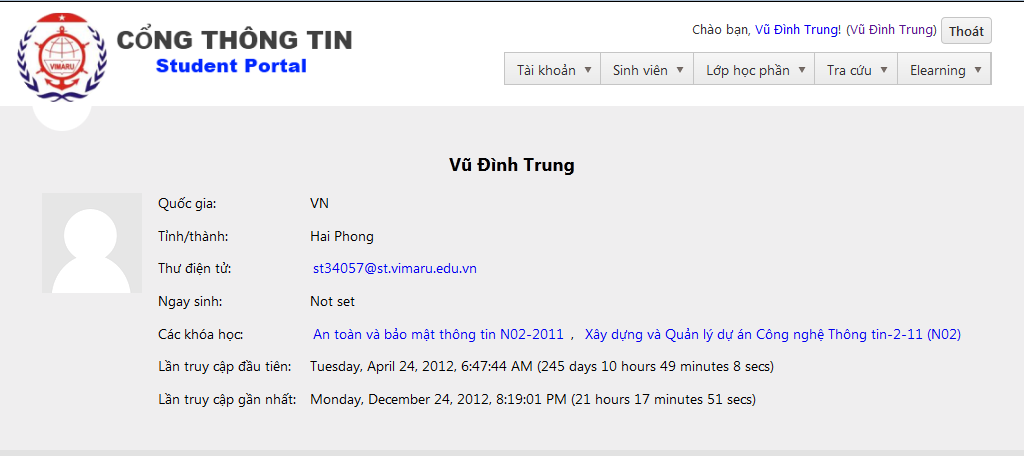 VIMARU
CỔNG THÔNG TIN
Student Portal
Chào bạn, Vũ Đình Trung! (Vũ Đình Trung) Thoát
Tài khoản Sinh viên Lớp học phần Tra cứu Elearning
Vũ Đình Trung
Quốc gia: VN
Tỉnh/thành: Hai Phong
Thư điện tử: st34057@st.vimaru.edu.vn
Ngay sinh: Not set
Các khóa học: An toàn và bảo mật thông tin N02-2011 , Xây dựng và Quản lý dự án Công nghệ Thông tin-2-11 (N02)
Lần truy cập đầu tiên: Tuesday, April 24, 2012, 6:47:44 AM (245 days 10 hours 49 minutes 8 secs)
Lần truy cập gần nhất: Monday, December 24, 2012, 8:19:01 PM (21 hours 17 minutes 51 secs)